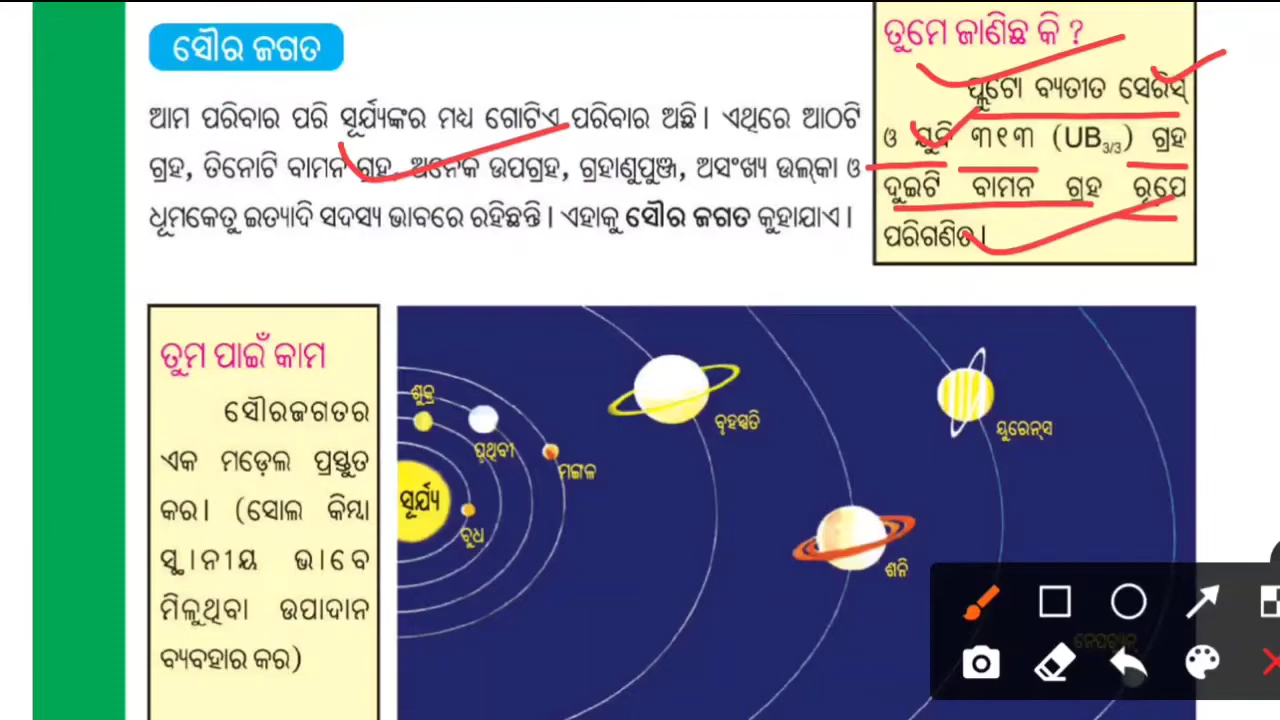 ସୌର ଜଗତ
ଆମ ପରିବାର ପରି ସୂର୍ଯ୍ୟଙ୍କର ମଧ୍ୟ ଗୋଟିଏ ପରିବାର ଅଛି। ଏଥିରେ ଆଠଟି
ଗ୍ରହ, ତିନୋଟି ବାମନ ଗ୍ରହ, ଅନେକ ଉପଗ୍ରହ, ଗ୍ରହାଣୁପୁଞ୍ଜ, ଅସଂଖ୍ୟ ଉଲ୍‌କା ଓ
ଧୂମକେତୁ ଇତ୍ୟାଦି ସଦସ୍ୟ ଭାବରେ ରହିଛନ୍ତି। ଏହାକୁ ସୌର ଜଗତ କୁହାଯାଏ।
ତୁମେ ଜାଣିଛ କି ?
ପ୍ଲୁଟୋ ବ୍ୟତୀତ ସେରିସ୍
ଓ ୟୁବି ୩୧୩ (UB3/3) ଗ୍ରହ
ଦୁଇଟି ବାମନ ଗ୍ରହ ରୂପେ
ପରିଗଣିତ।
ତୁମ ପାଇଁ କାମ
ସୌରଜଗତର
ଏକ ମଡ଼େଲ ପ୍ରସ୍ତୁତ
କର। (ସୋଲ କିମ୍ବା
ସ୍ଥାନୀୟ ଭାବେ
ମିଳୁଥିବା ଉପାଦାନ
ବ୍ୟବହାର କର)
ଶୁକ୍ର
ପୃଥିବୀ
ମଙ୍ଗଳ
ସୂର୍ଯ୍ୟ
ବୁଧ
ବୃହସ୍ପତି
ୟୁରେନ୍‌ସ
ଶନି